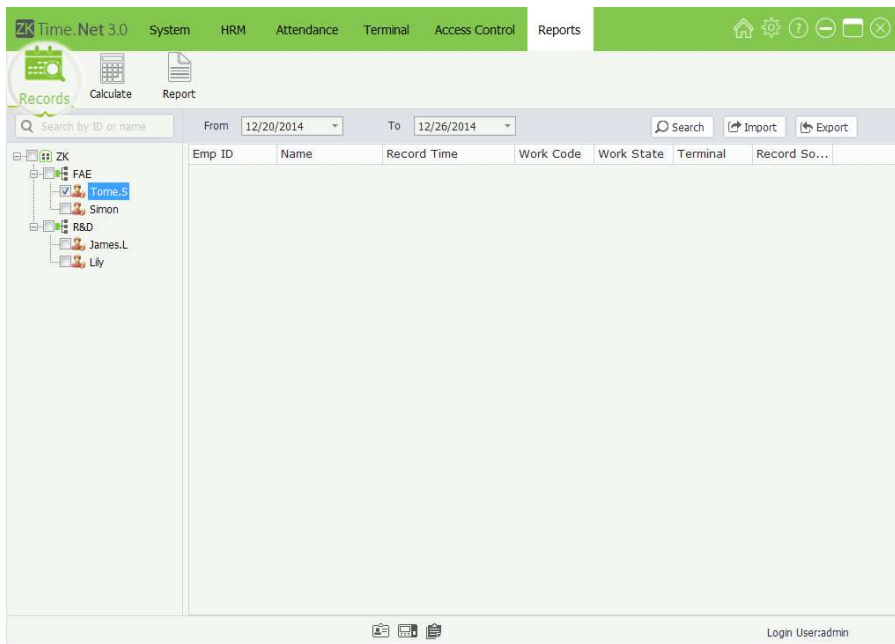 ZK Time.Net 3.0 System HRM Attendance Terminal Access Control Reports
Records Calculate Report
Search by ID or name From 12/20/2014 To 12/26/2014 Search Import Export
Emp ID Name Record Time Work Code Work State Terminal Record So...
ZK
FAE
Tome.S
Simon
R&D
James.L
Lily
Login User:admin